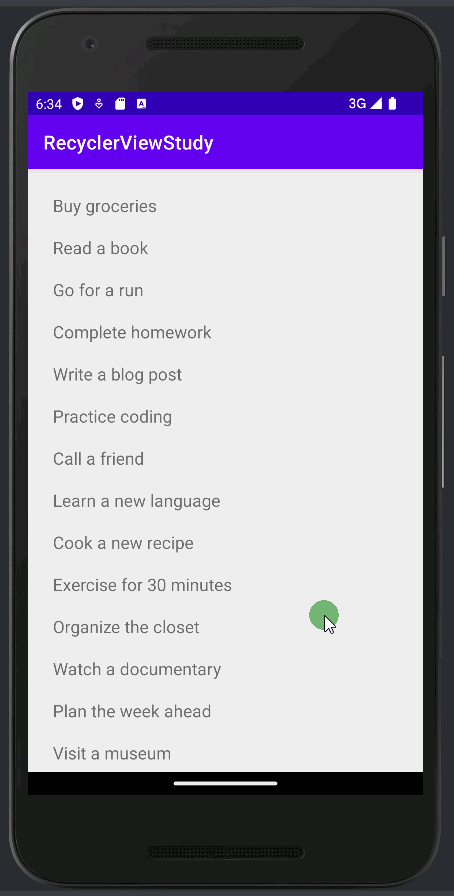 6:34 3G
RecyclerViewStudy
Buy groceries
Read a book
Go for a run
Complete homework
Write a blog post
Practice coding
Call a friend
Learn a new language
Cook a new recipe
Exercise for 30 minutes
Organize the closet
Watch a documentary
Plan the week ahead
Visit a museum